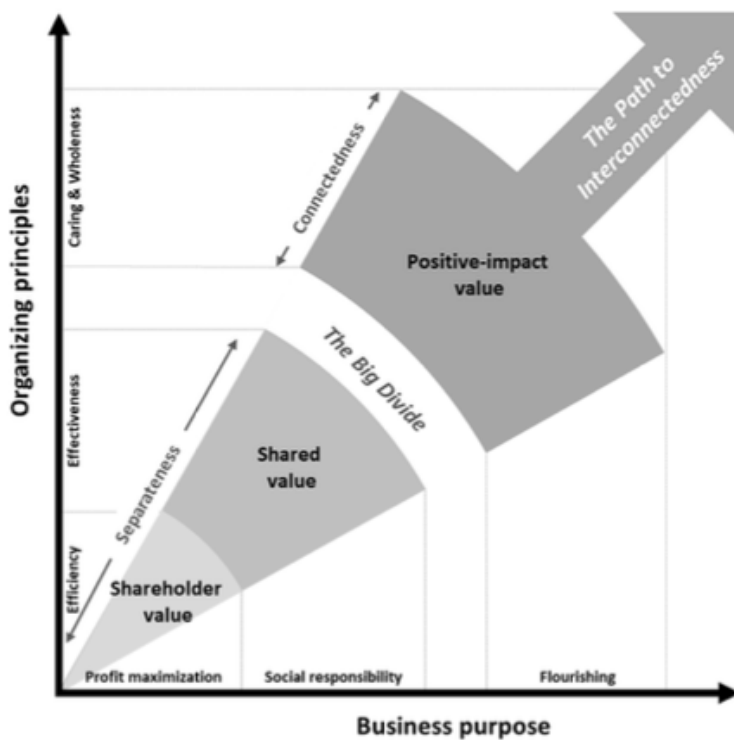 The Path to
Interconnectedness
Caring & Wholeness
Connectedness
Positive-impact
value
Organizing principles
The Big Divide
Effectiveness
Separateness
Shared
value
Efficiency
Shareholder
value
Profit maximization
Social responsibility
Flourishing
Business purpose